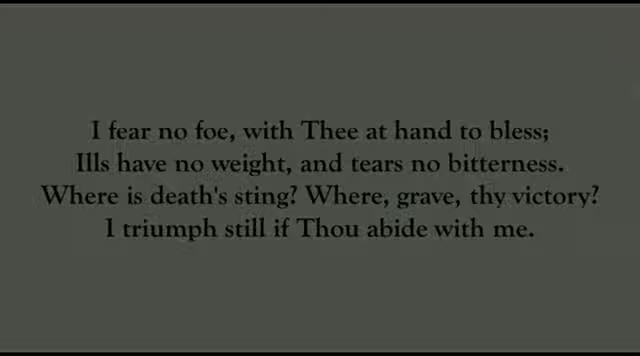 I fear no foe, with Thee at hand to bless;
Ills have no weight, and tears no bitterness.
Where is death's sting? Where, grave, thy victory?
I triumph still if Thou abide with me.